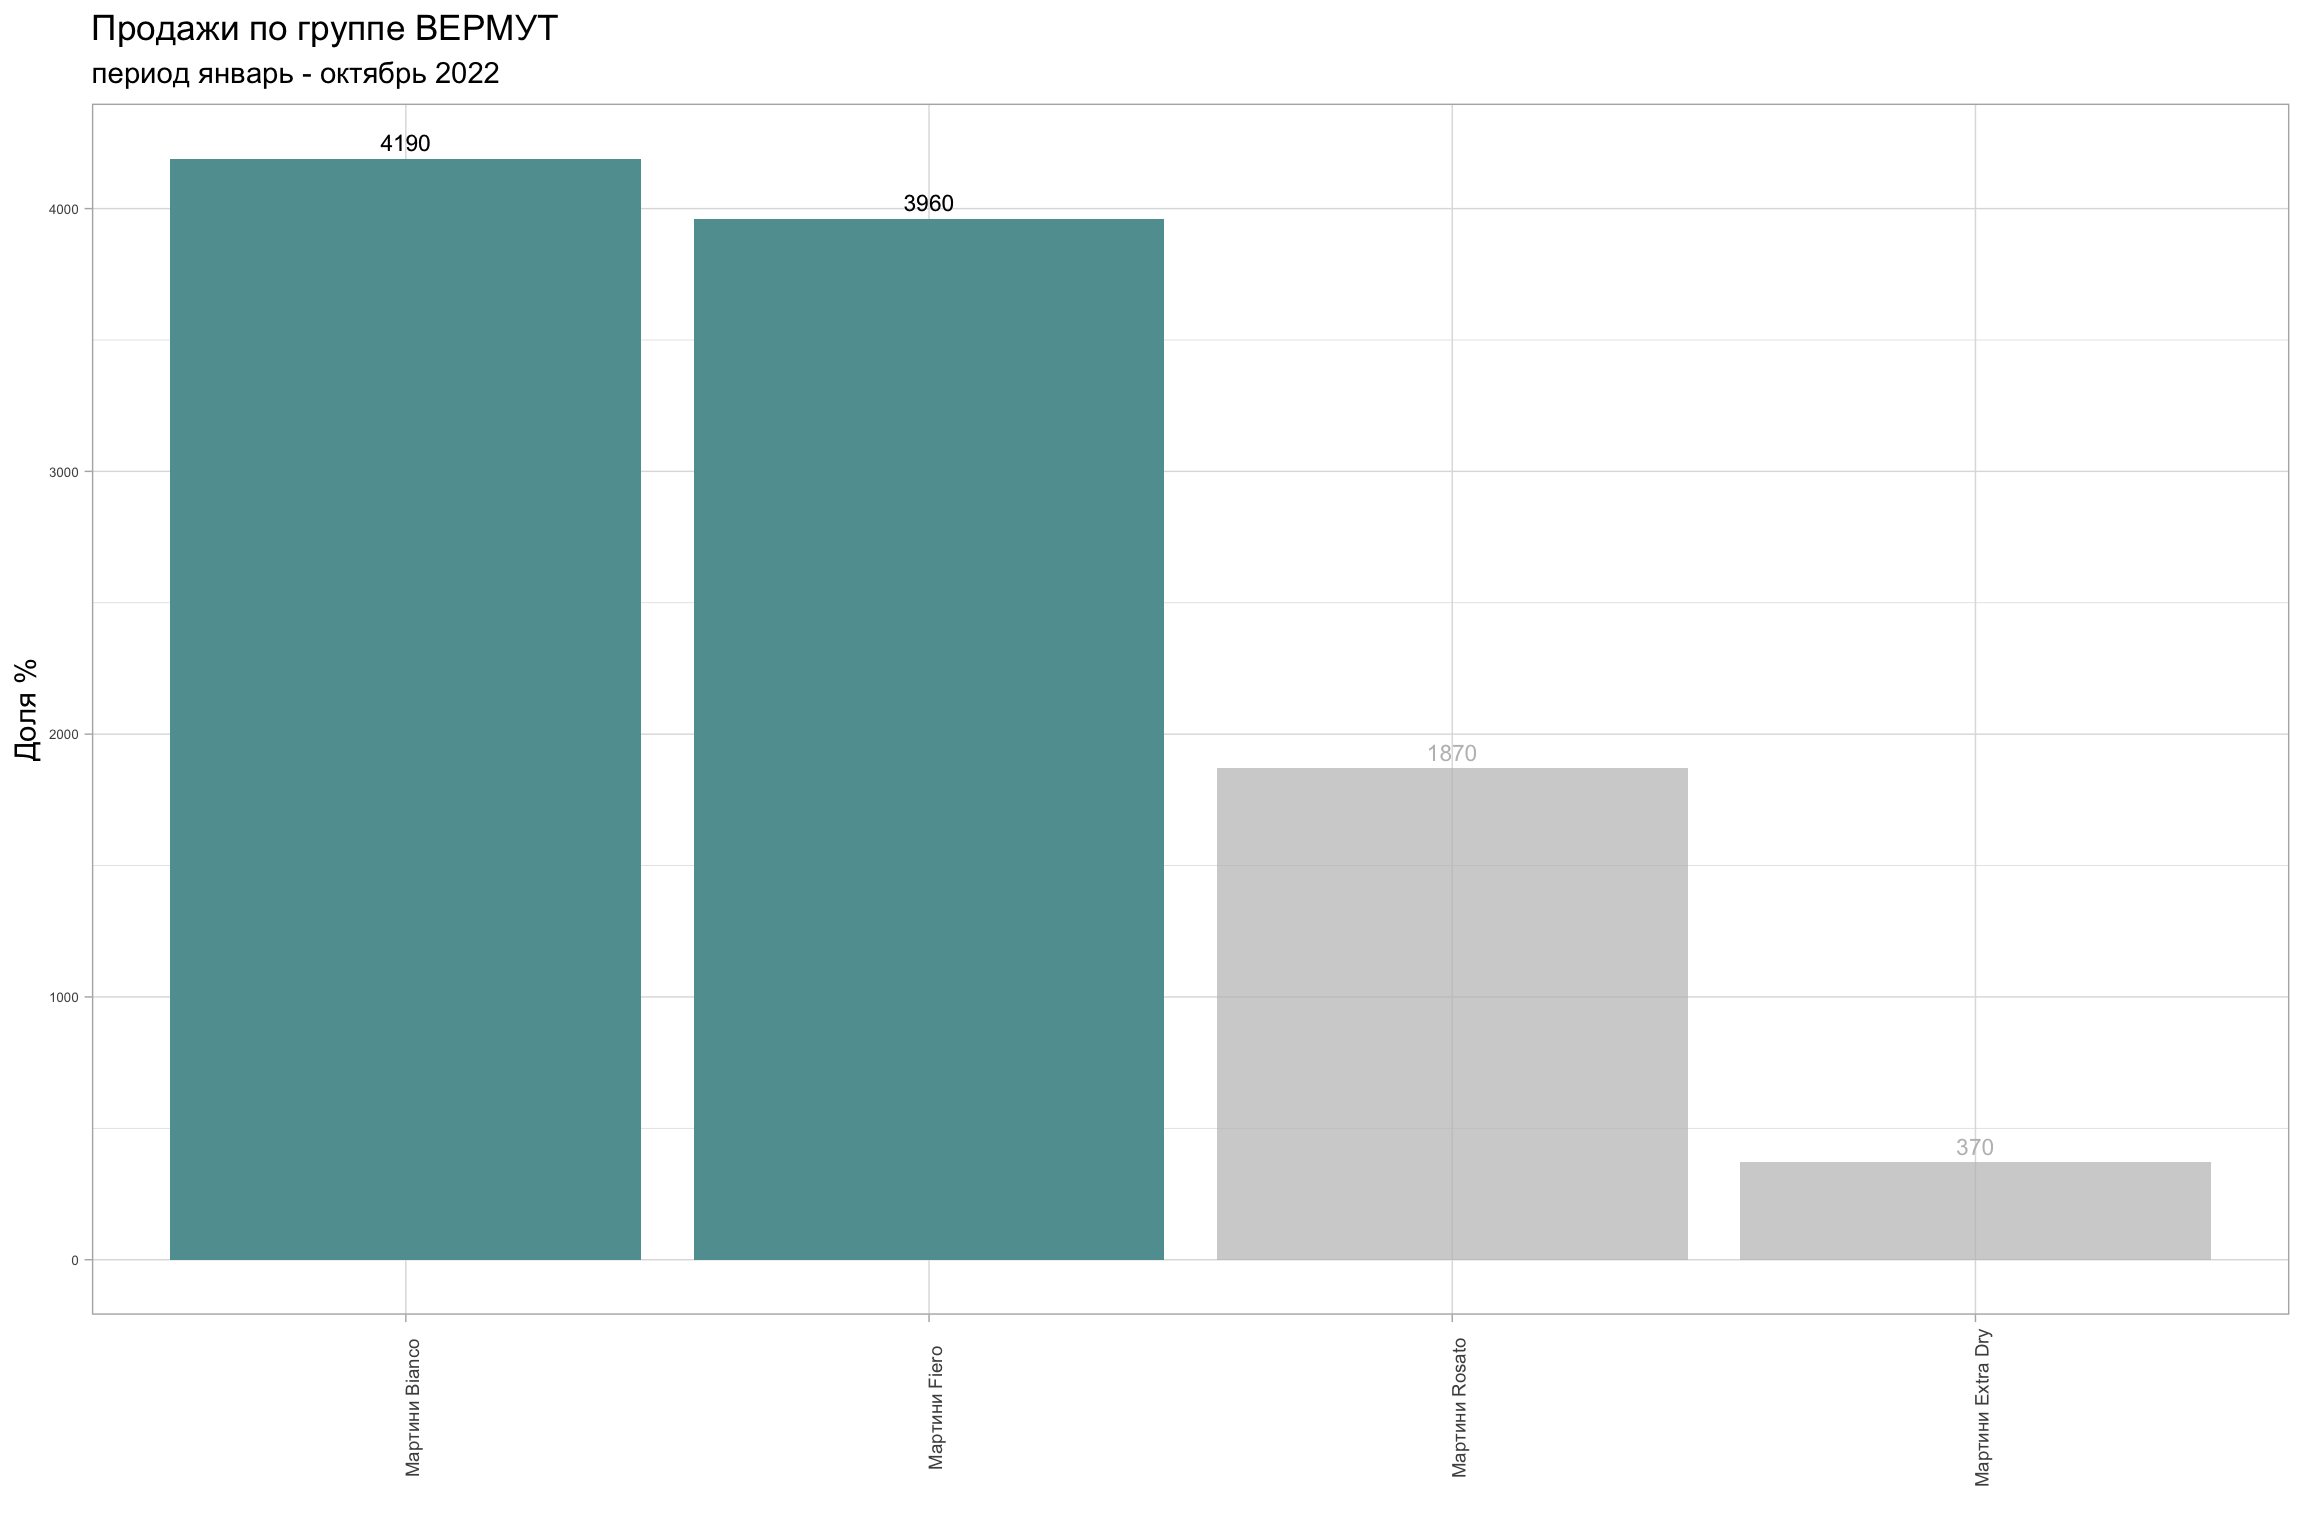 Продажи по группе ВЕРМУТ
период январь - октябрь 2022
Доля %
4000
3000
2000
1000
0
4190
3960
1870
370
Мартини Bianco
Мартини Fiero
Мартини Rosato
Мартини Extra Dry